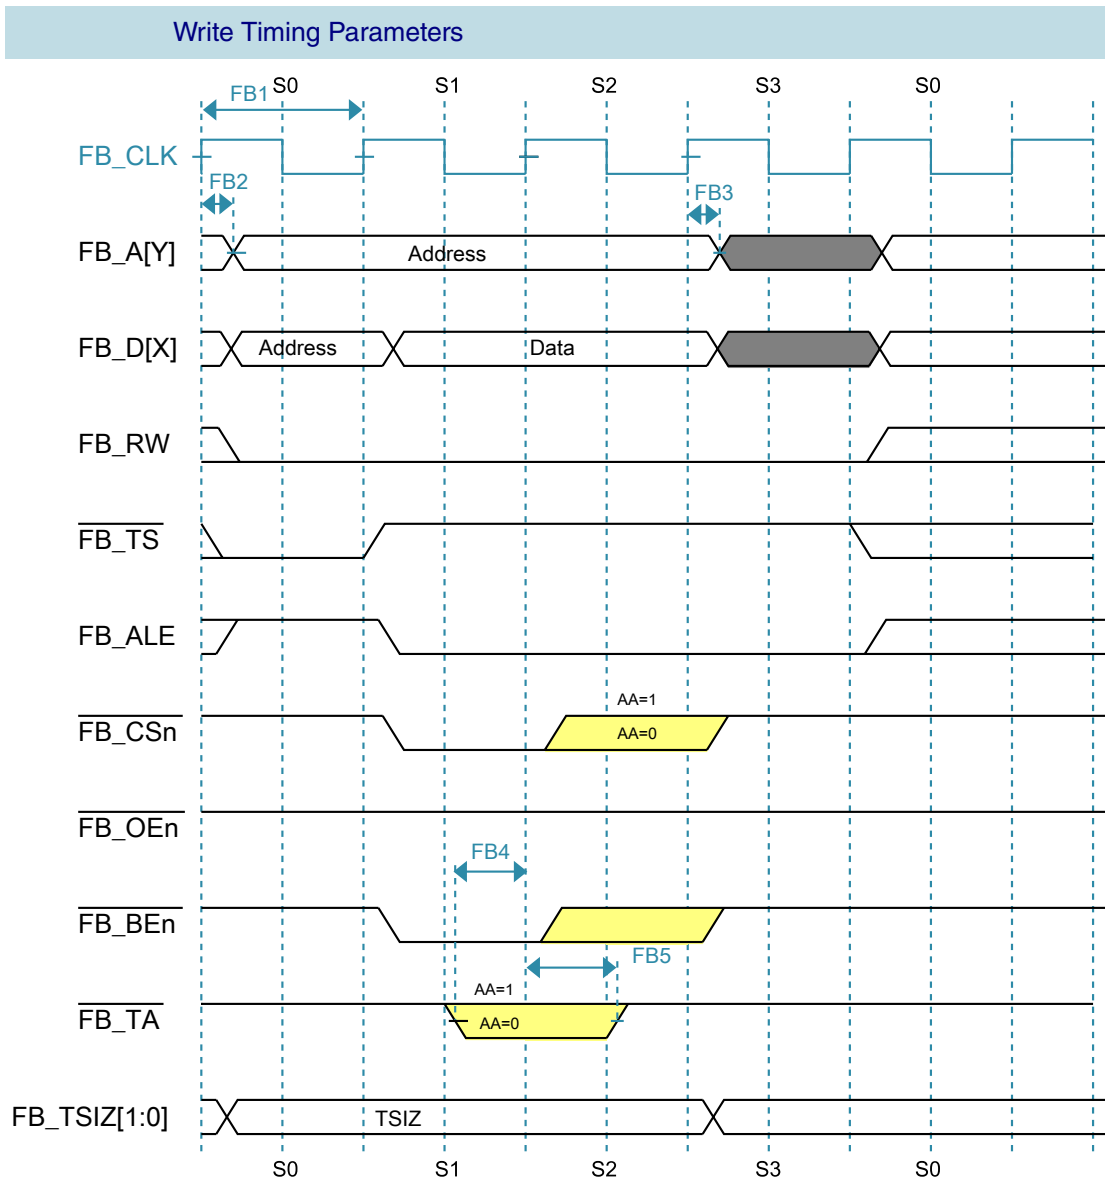 Write Timing Parameters
S0 S1 S2 S3 S0
FB1
FB_CLK
FB2 FB3
FB_A[Y] Address
FB_D[X] Address Data
FB_RW
FB_TS
FB_ALE
AA=1
FB_CSn AA=0
FB_OEn
FB4
FB_BEn
FB5
AA=1
FB_TA AA=0
FB_TSIZ[1:0] TSIZ
S0 S1 S2 S3 S0